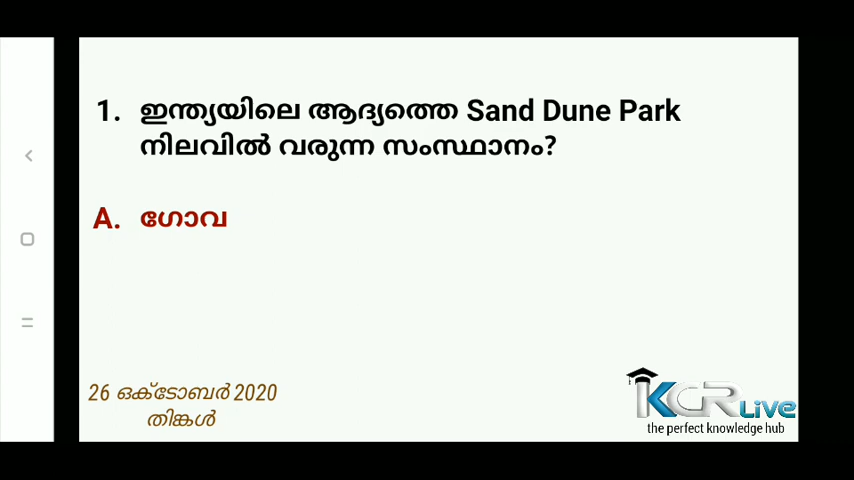 1. ഇന്ത്യയിലെ ആദ്യത്തെ Sand Dune Park
നിലവിൽ വരുന്ന സംസ്ഥാനം?
A. ഗോവ
26 ഒക്ടോബർ 2020
തിങ്കൾ
KCR Live
the perfect knowledge hub